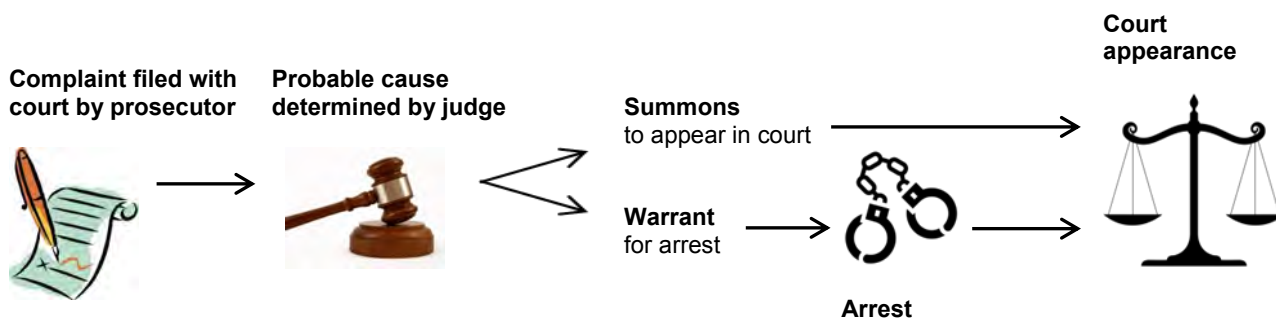 Complaint filed with
court by prosecutor
Probable cause
determined by judge
Summons
to appear in court
Warrant
for arrest
Arrest
Court
appearance